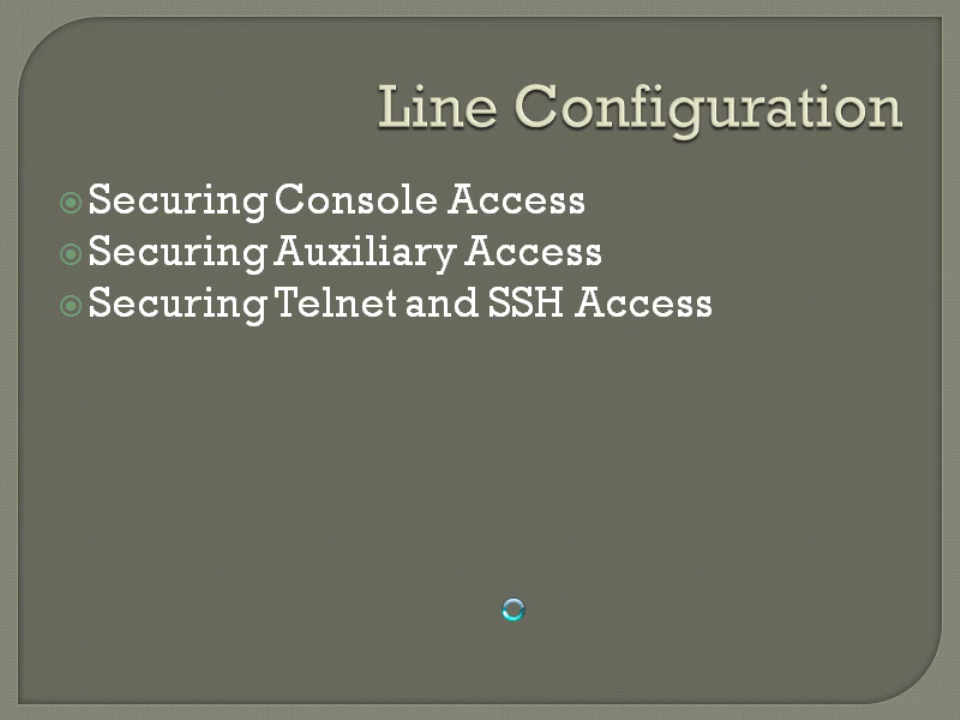 Line Configuration
Securing Console Access
Securing Auxiliary Access
Securing Telnet and SSH Access